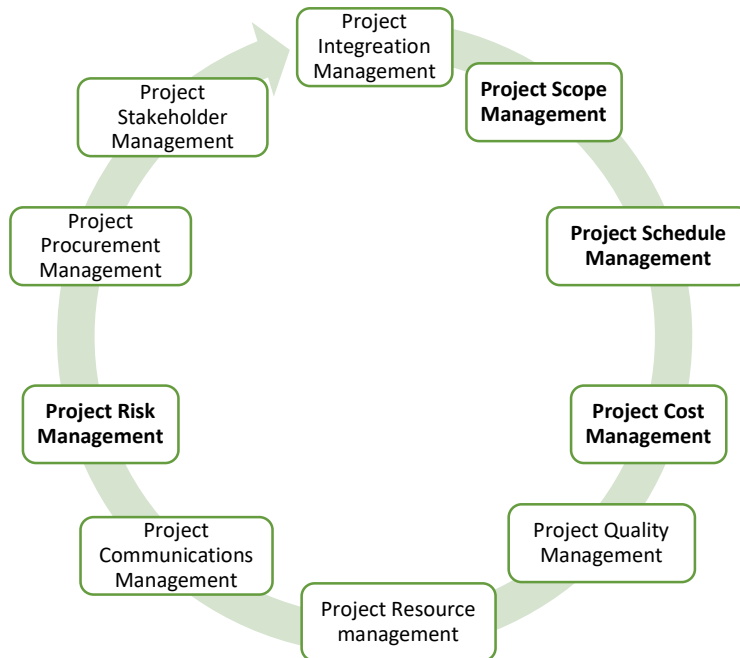 Project
Integreation
Management
Project Scope
Management
Project Schedule
Management
Project Cost
Management
Project Quality
Management
Project Resource
management
Project
Communications
Management
Project Risk
Management
Project
Procurement
Management
Project
Stakeholder
Management